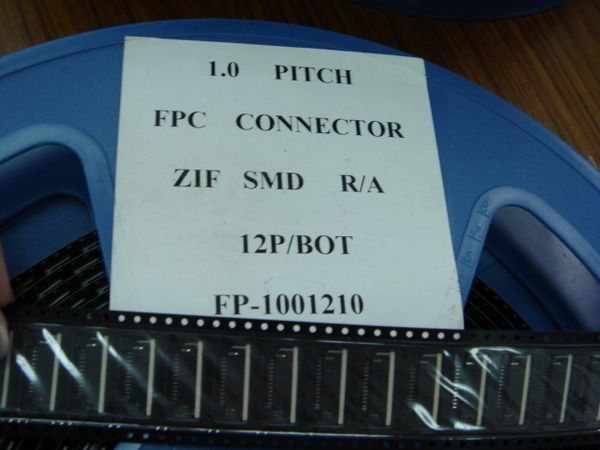 1.0 PITCH
FPC CONNECTOR
ZIF SMD R/A
12P/BOT
FP-1001210